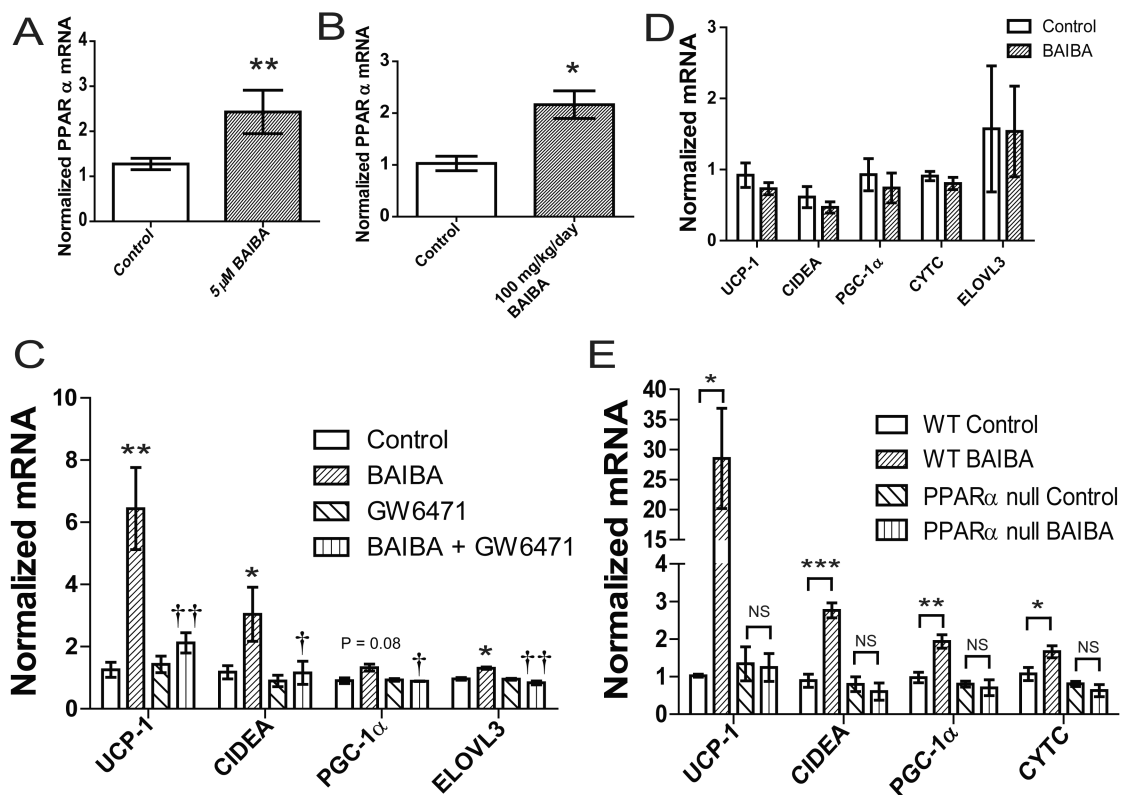 A
Normalized PPAR α mRNA
4
3
2
1
0
**
Control
5 μM BAIBA
B
Normalized PPAR α mRNA
3
2
1
0
*
Control
100 mg/kg/day
BAIBA
D
Normalized mRNA
3
2
1
0
Control
BAIBA
UCP-1
CIDEA
PGC-1α
CYTC
ELOVL3
C
Normalized mRNA
10
8
6
4
2
0
Control
BAIBA
GW6471
BAIBA + GW6471
**
††
*
†
P = 0.08
†
*
††
UCP-1
CIDEA
PGC-1α
ELOVL3
E
Normalized mRNA
40
35
30
25
20
15
4
3
2
1
0
WT Control
WT BAIBA
PPARα null Control
PPARα null BAIBA
*
NS
***
NS
**
NS
*
NS
UCP-1
CIDEA
PGC-1α
CYTC